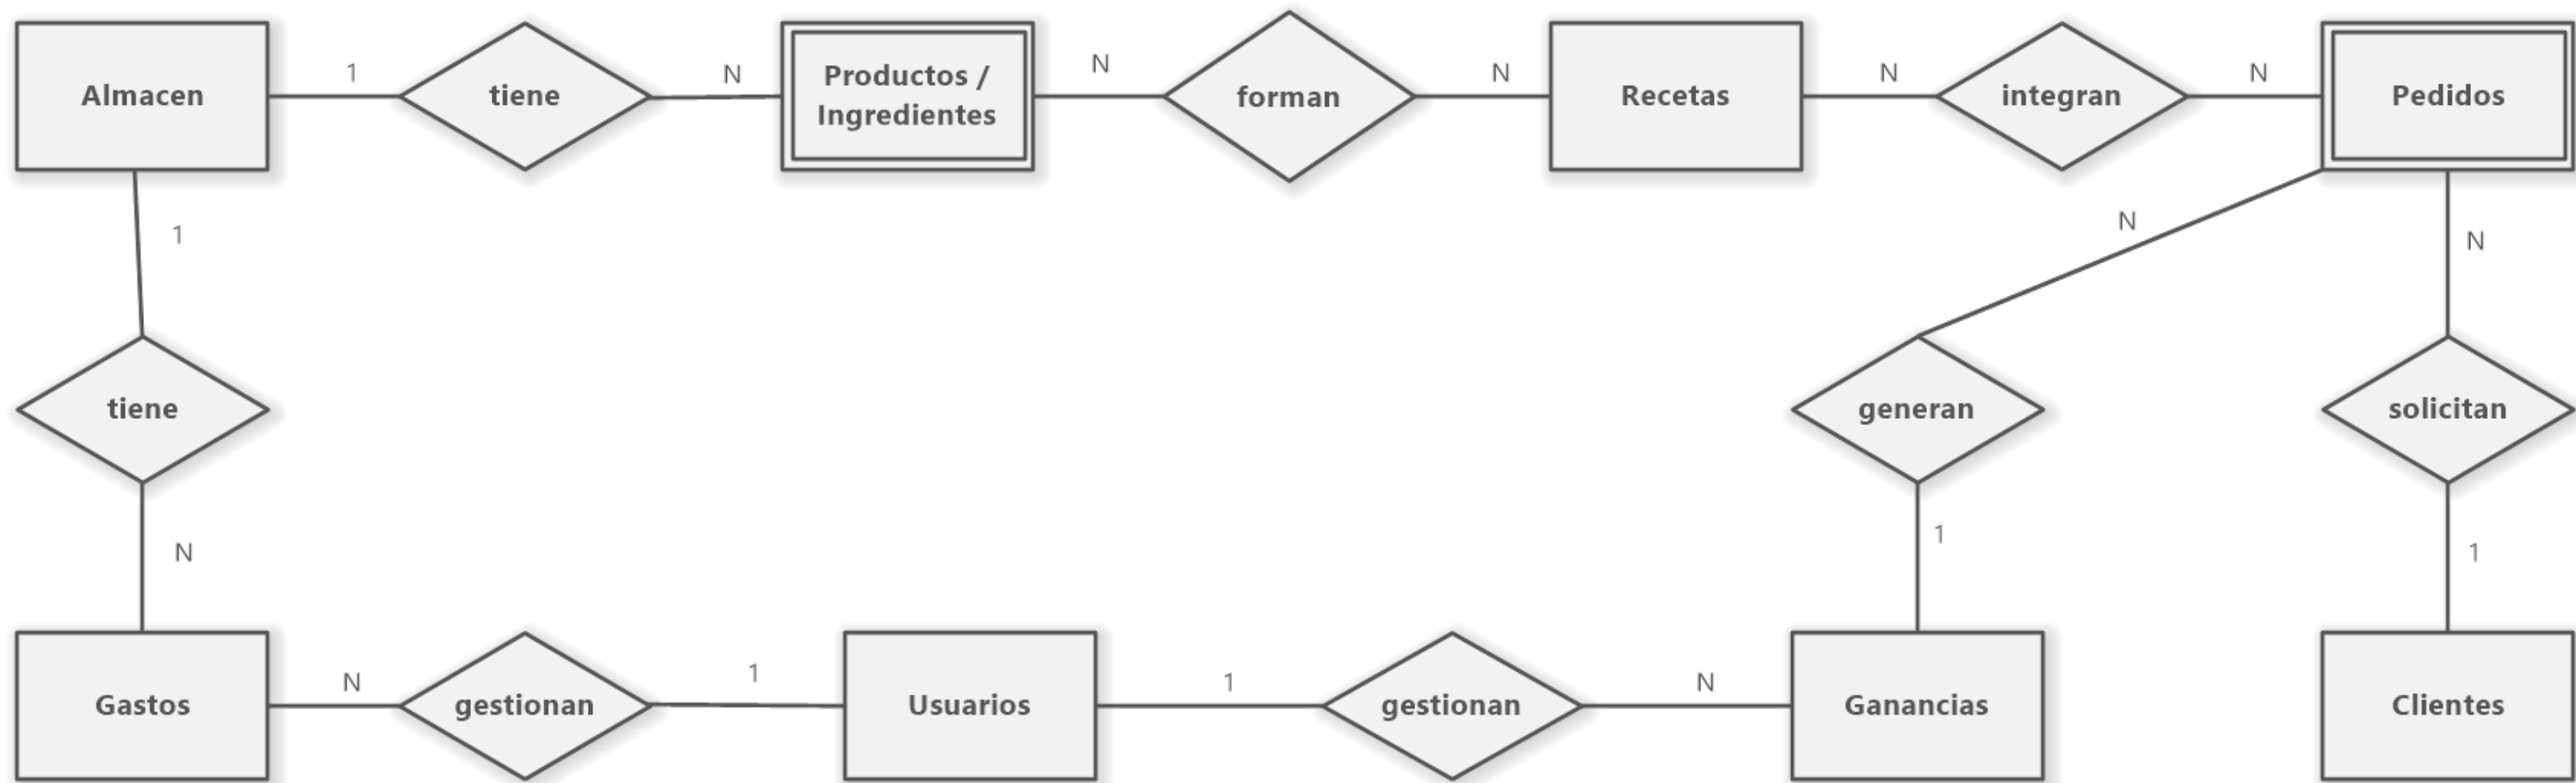 Almacen
1
tiene
N
Productos /
Ingredientes
N
forman
N
Recetas
N
integran
N
Pedidos
1
N
N
tiene
generan
solicitan
N
1
1
Gastos
N
gestionan
1
Usuarios
1
gestionan
N
Ganancias
Clientes